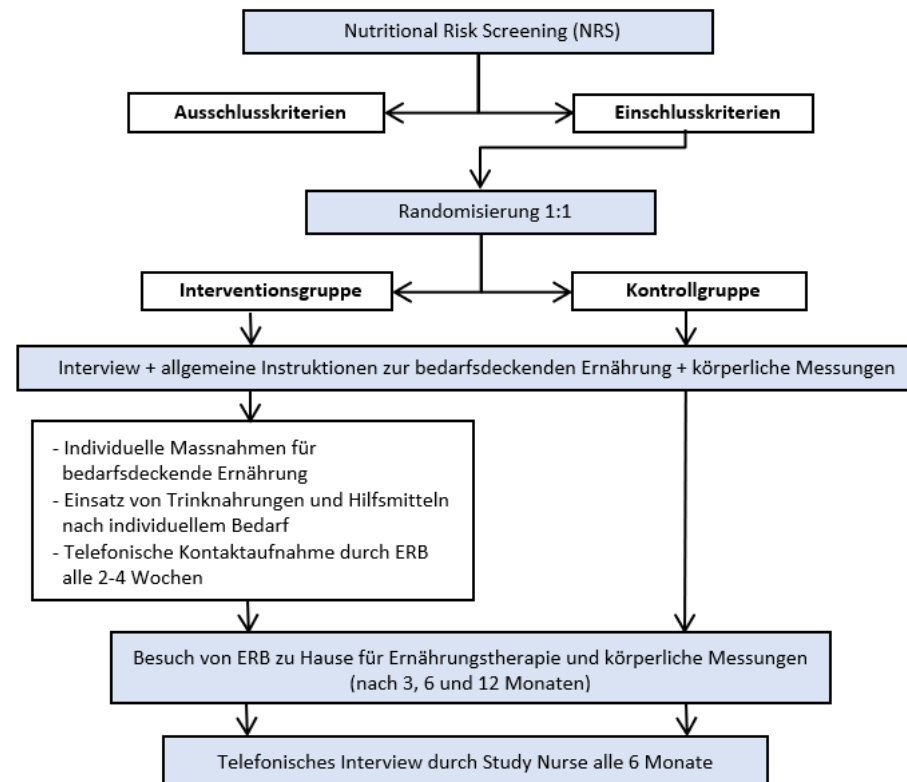 Nutritional Risk Screening (NRS)
Ausschlusskriterien
Einschlusskriterien
Randomisierung 1:1
Interventionsgruppe
Kontrollgruppe
Interview + allgemeine Instruktionen zur bedarfsdeckenden Ernährung + körperliche Messungen
- Individuelle Massnahmen für
bedarfsdeckende Ernährung
- Einsatz von Trinknahrungen und Hilfsmitteln
nach individuellem Bedarf
- Telefonische Kontaktaufnahme durch ERB
alle 2-4 Wochen
Besuch von ERB zu Hause für Ernährungstherapie und körperliche Messungen
(nach 3, 6 und 12 Monaten)
Telefonisches Interview durch Study Nurse alle 6 Monate